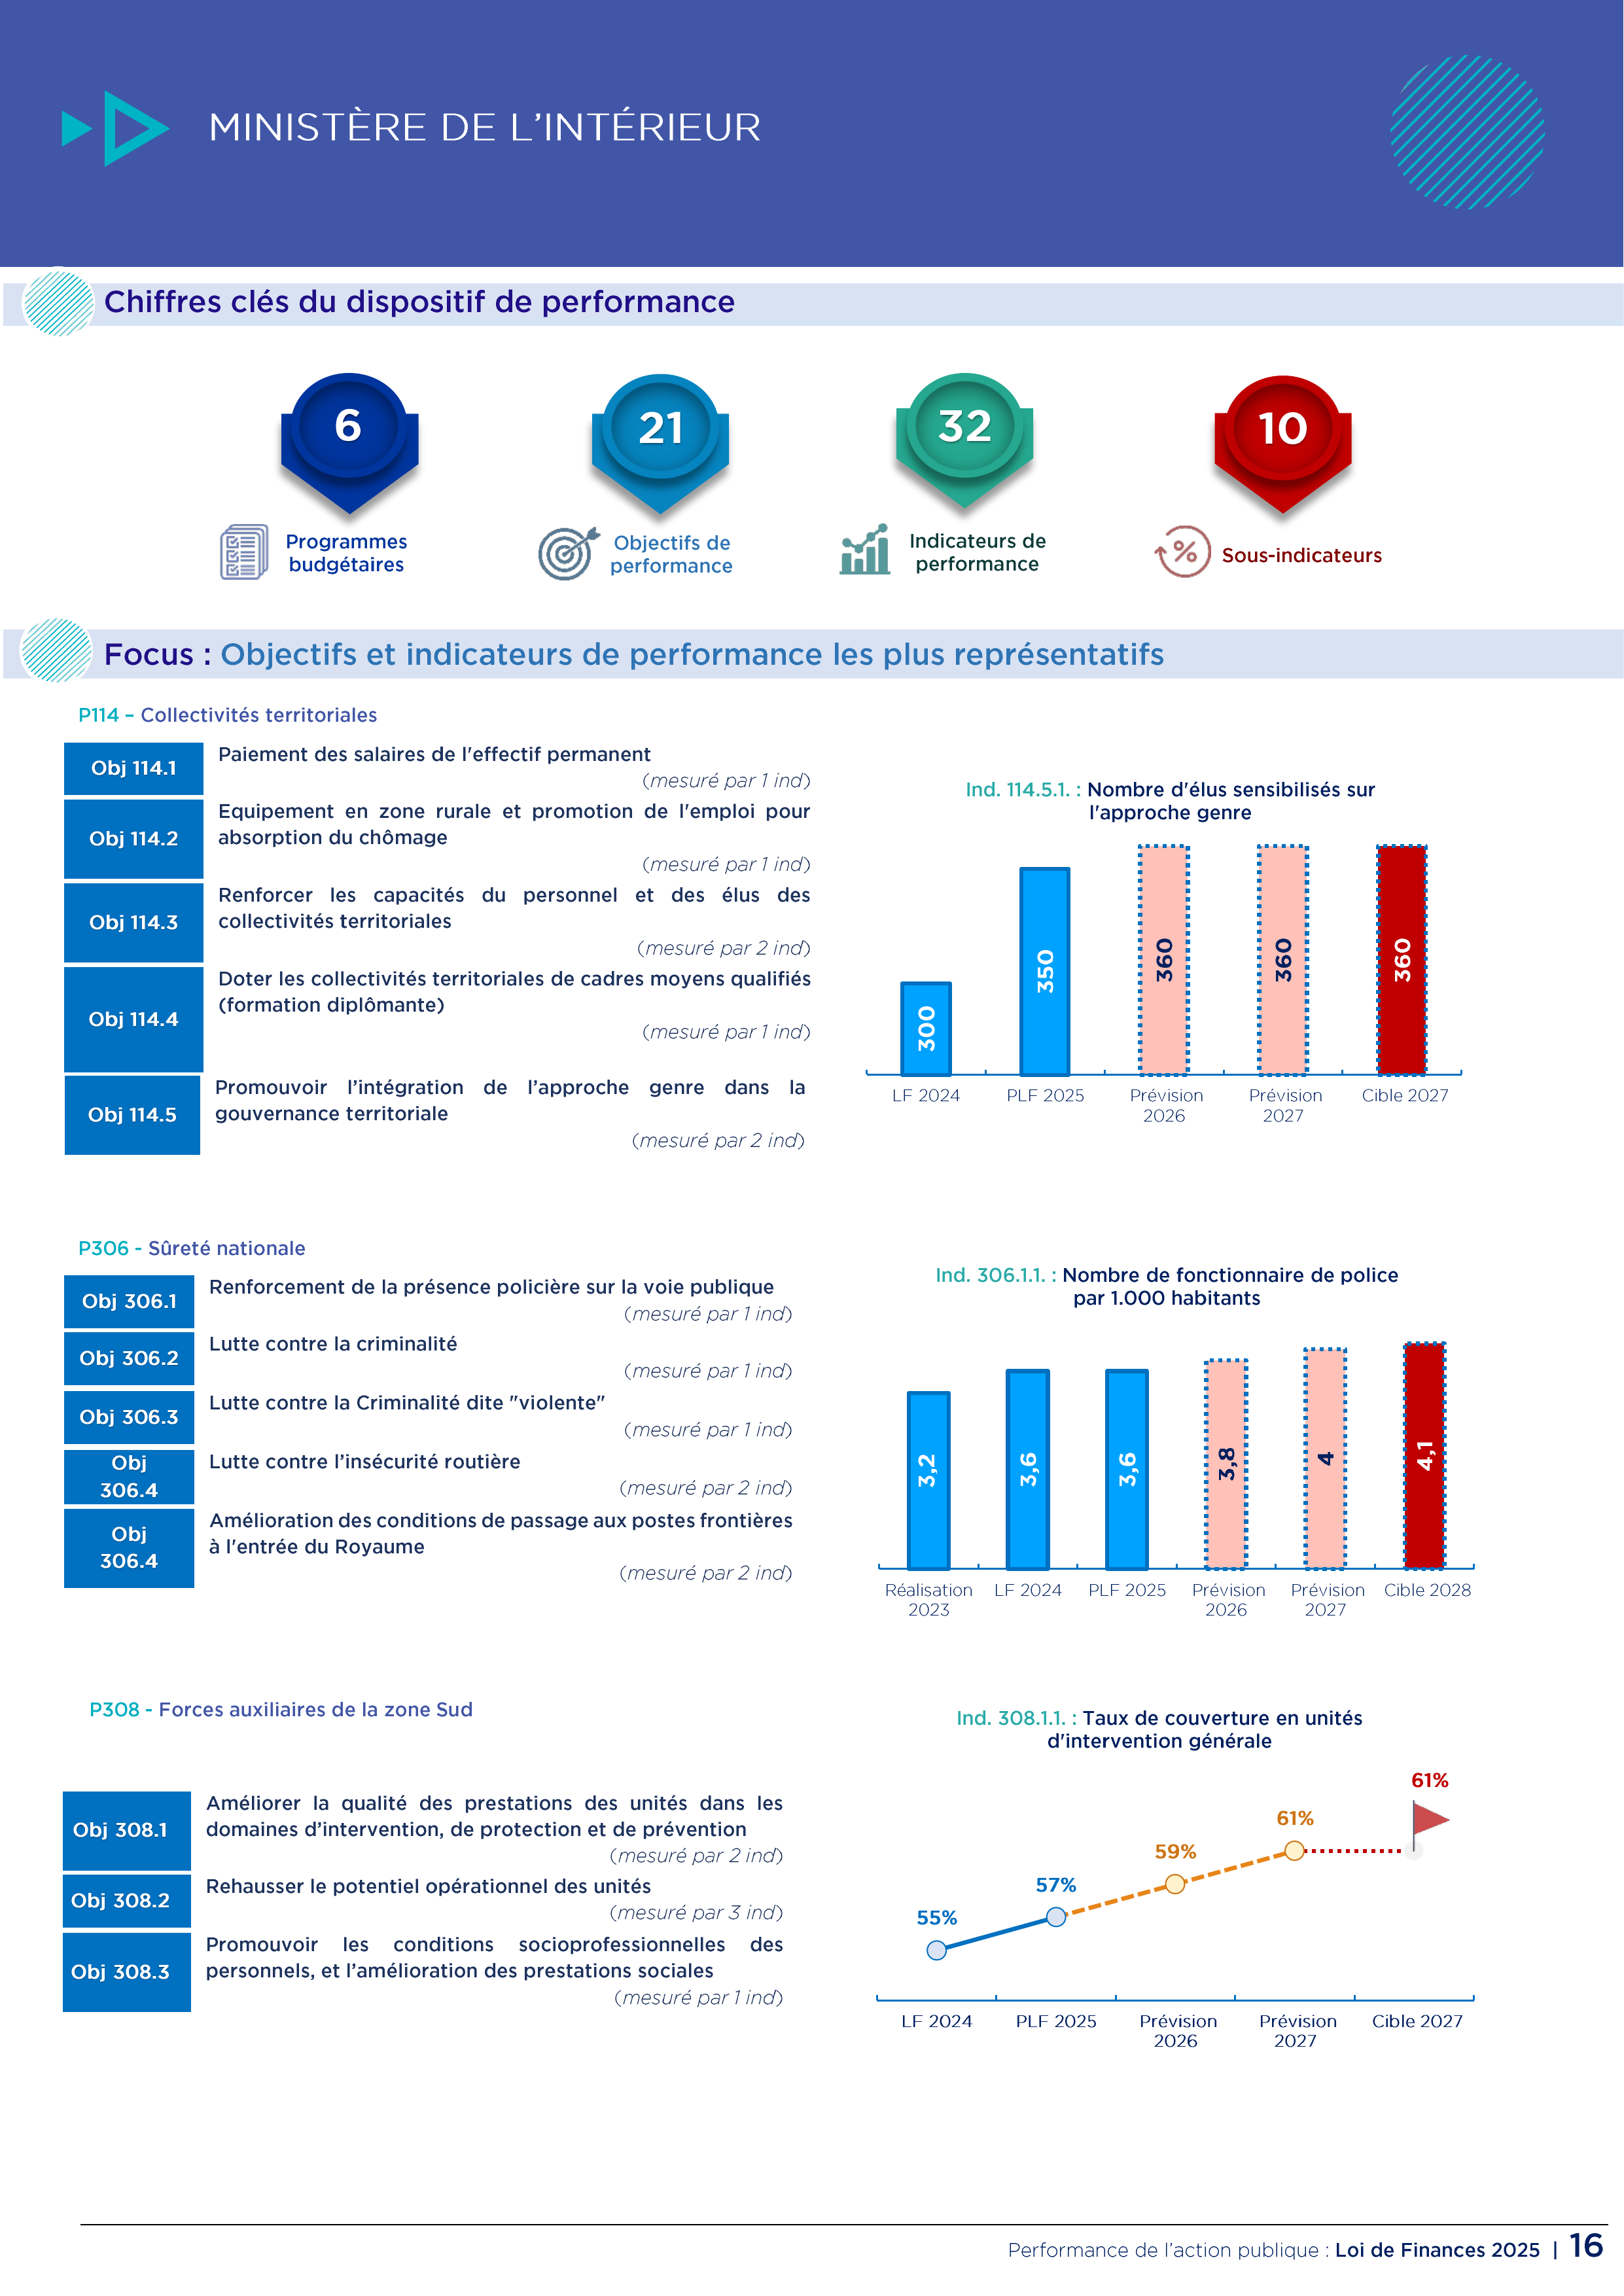 MINISTÈRE DE L’INTÉRIEUR
Chiffres clés du dispositif de performance
6
21
32
10
Programmes
budgétaires
Objectifs de
performance
Indicateurs de
performance
%
Sous-indicateurs
Focus : Objectifs et indicateurs de performance les plus représentatifs
P114 – Collectivités territoriales
Obj 114.1
Paiement des salaires de l'effectif permanent
(mesuré par 1 ind)
Obj 114.2
Equipement en zone rurale et promotion de l'emploi pour
absorption du chômage
(mesuré par 1 ind)
Obj 114.3
Renforcer les capacités du personnel et des élus des
collectivités territoriales
(mesuré par 2 ind)
Obj 114.4
Doter les collectivités territoriales de cadres moyens qualifiés
(formation diplômante)
(mesuré par 1 ind)
Obj 114.5
Promouvoir l’intégration de l’approche genre dans la
gouvernance territoriale
(mesuré par 2 ind)
Ind. 114.5.1. : Nombre d'élus sensibilisés sur
l'approche genre
300
350
360
360
360
LF 2024
PLF 2025
Prévision
2026
Prévision
2027
Cible 2027
P306 - Sûreté nationale
Obj 306.1
Renforcement de la présence policière sur la voie publique
(mesuré par 1 ind)
Obj 306.2
Lutte contre la criminalité
(mesuré par 1 ind)
Obj 306.3
Lutte contre la Criminalité dite "violente"
(mesuré par 1 ind)
Obj
306.4
Lutte contre l’insécurité routière
(mesuré par 2 ind)
Obj
306.4
Amélioration des conditions de passage aux postes frontières
à l'entrée du Royaume
(mesuré par 2 ind)
Ind. 306.1.1. : Nombre de fonctionnaire de police
par 1.000 habitants
3,2
3,6
3,6
3,8
4
4,1
Réalisation
2023
LF 2024
PLF 2025
Prévision
2026
Prévision
2027
Cible 2028
P308 - Forces auxiliaires de la zone Sud
Obj 308.1
Améliorer la qualité des prestations des unités dans les
domaines d’intervention, de protection et de prévention
(mesuré par 2 ind)
Obj 308.2
Rehausser le potentiel opérationnel des unités
(mesuré par 3 ind)
Obj 308.3
Promouvoir les conditions socioprofessionnelles des
personnels, et l’amélioration des prestations sociales
(mesuré par 1 ind)
Ind. 308.1.1. : Taux de couverture en unités
d'intervention générale
55%
57%
59%
61%
61%
LF 2024
PLF 2025
Prévision
2026
Prévision
2027
Cible 2027
Performance de l’action publique : Loi de Finances 2025 | 16